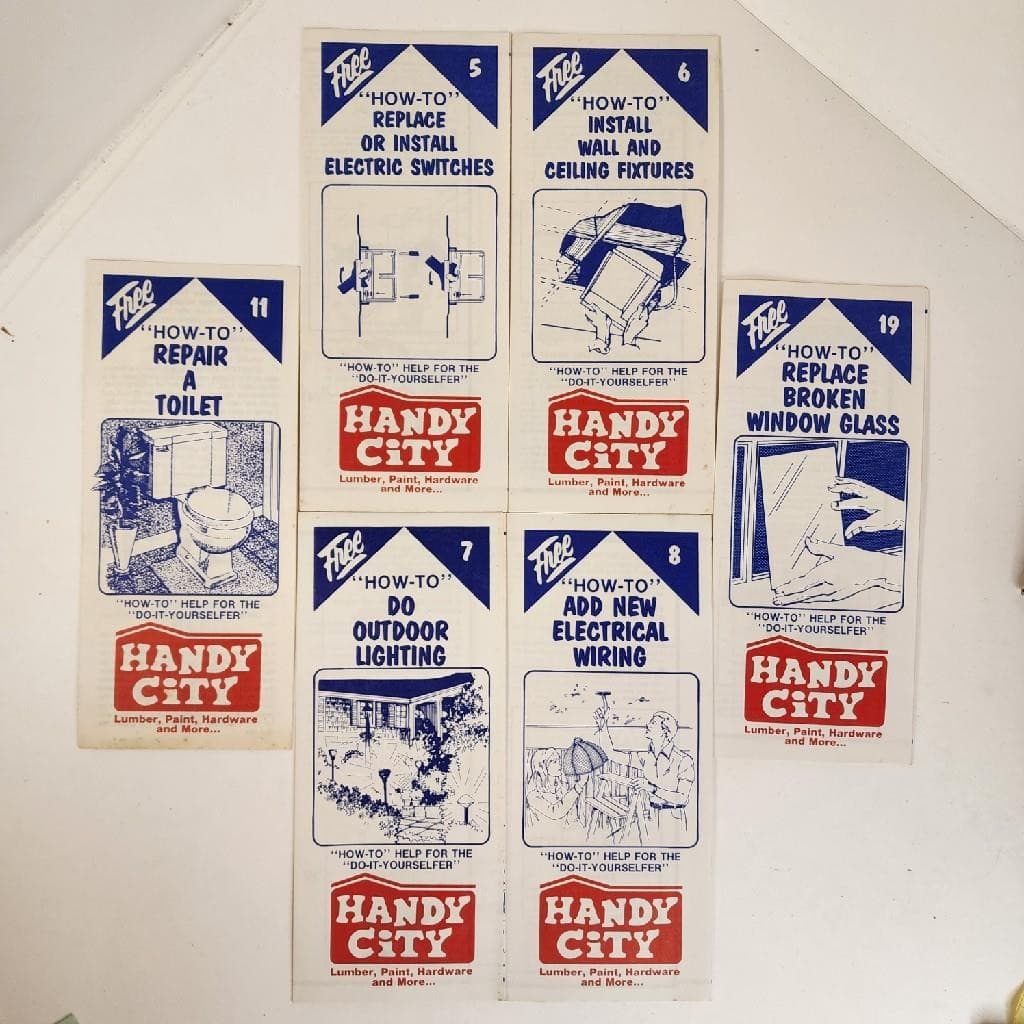 Free
5
"HOW-TO"
REPLACE
OR INSTALL
ELECTRIC SWITCHES
"HOW-TO" HELP FOR THE
"DO-IT-YOURSELFER"
HANDY
CiTY
Lumber, Paint, Hardware
and More...
Free
6
"HOW-TO"
INSTALL
WALL AND
CEILING FIXTURES
"HOW-TO" HELP FOR THE
"DO-IT-YOURSELFER"
HANDY
CiTY
Lumber, Paint, Hardware
and More...
Free
11
"HOW-TO"
REPAIR
A
TOILET
"HOW-TO" HELP FOR THE
"DO-IT-YOURSELFER"
HANDY
CiTY
Lumber, Paint, Hardware
and More...
Free
19
"HOW-TO"
REPLACE
BROKEN
WINDOW GLASS
"HOW-TO" HELP FOR THE
"DO-IT-YOURSELFER"
HANDY
CiTY
Lumber, Paint, Hardware
and More...
Free
7
"HOW-TO"
DO
OUTDOOR
LIGHTING
"HOW-TO" HELP FOR THE
"DO-IT-YOURSELFER"
HANDY
CiTY
Lumber, Paint, Hardware
and More...
Free
8
"HOW-TO"
ADD NEW
ELECTRICAL
WIRING
"HOW-TO" HELP FOR THE
"DO-IT-YOURSELFER"
HANDY
CiTY
Lumber, Paint, Hardware
and More...